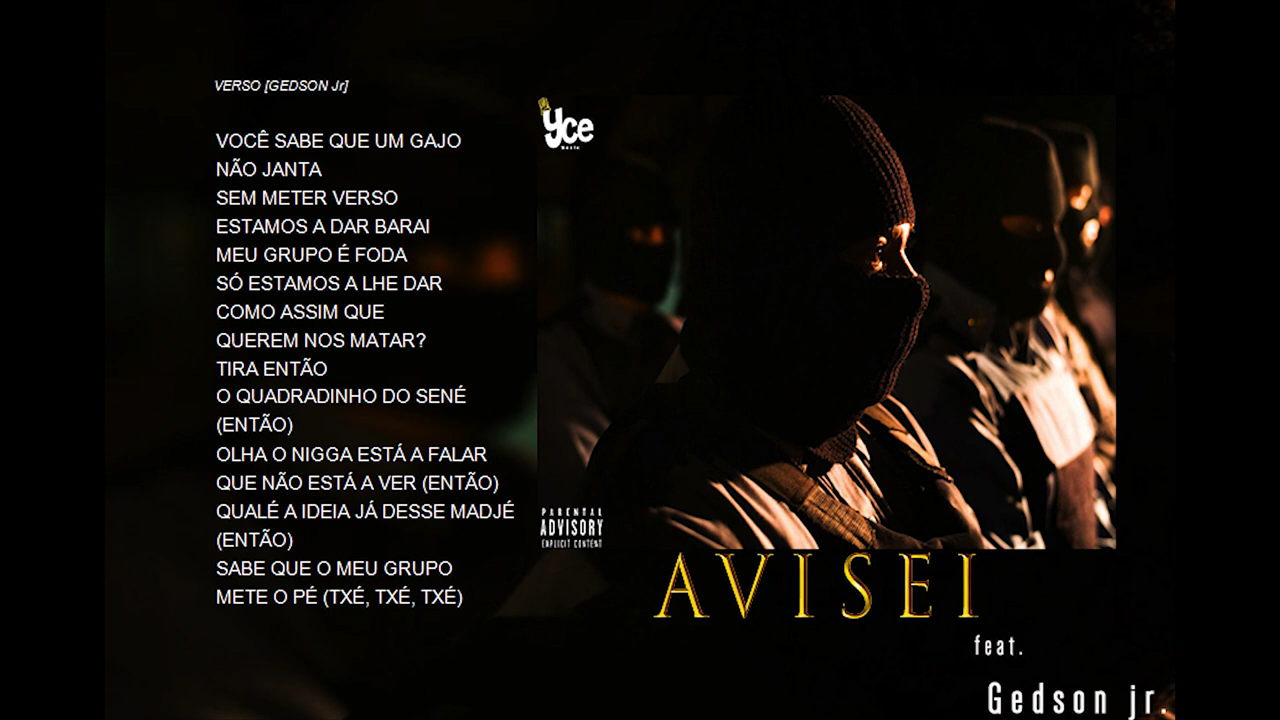 VERSO [GEDSON Jr]
VOCÊ SABE QUE UM GAJO
NÃO JANTA
SEM METER VERSO
ESTAMOS A DAR BARAI
MEU GRUPO É FODA
SÓ ESTAMOS A LHE DAR
COMO ASSIM QUE
QUEREM NOS MATAR?
TIRA ENTÃO
O QUADRADINHO DO SENÉ
(ENTÃO)
OLHA O NIGGA ESTÁ A FALAR
QUE NÃO ESTÁ A VER (ENTÃO)
QUALÉ A IDEIA JÁ DESSE MADJÉ
(ENTÃO)
SABE QUE O MEU GRUPO
METE O PÉ (TXÉ, TXÉ, TXÉ)
yce
PARENTAL
ADVISORY
EXPLICIT CONTENT
AVISEI
feat.
Gedson jr.